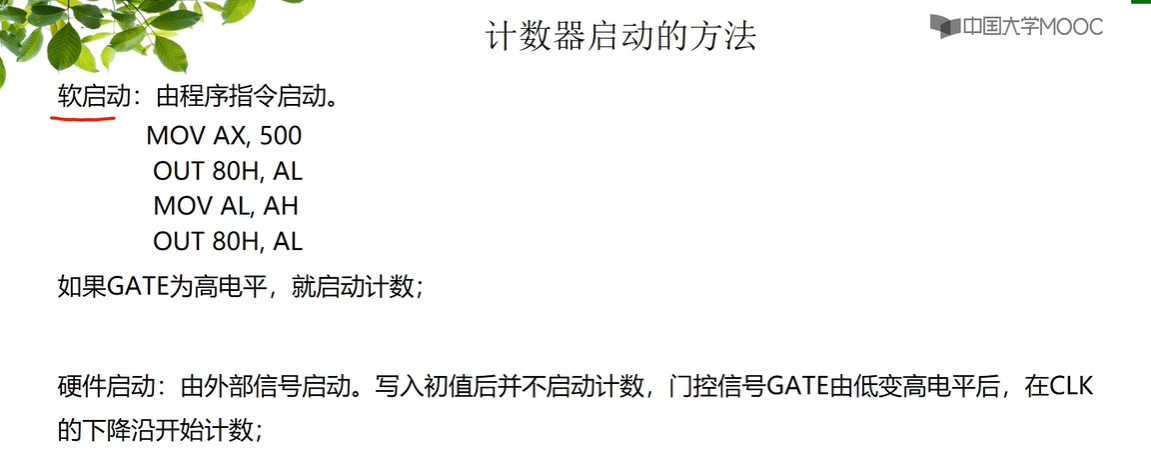 计数器启动的方法
中国大学MOOC
软启动：由程序指令启动。
MOV AX, 500
OUT 80H, AL
MOV AL, AH
OUT 80H, AL
如果GATE为高电平，就启动计数；
硬件启动：由外部信号启动。写入初值后并不启动计数，门控信号GATE由低变高电平后，在CLK
的下降沿开始计数；